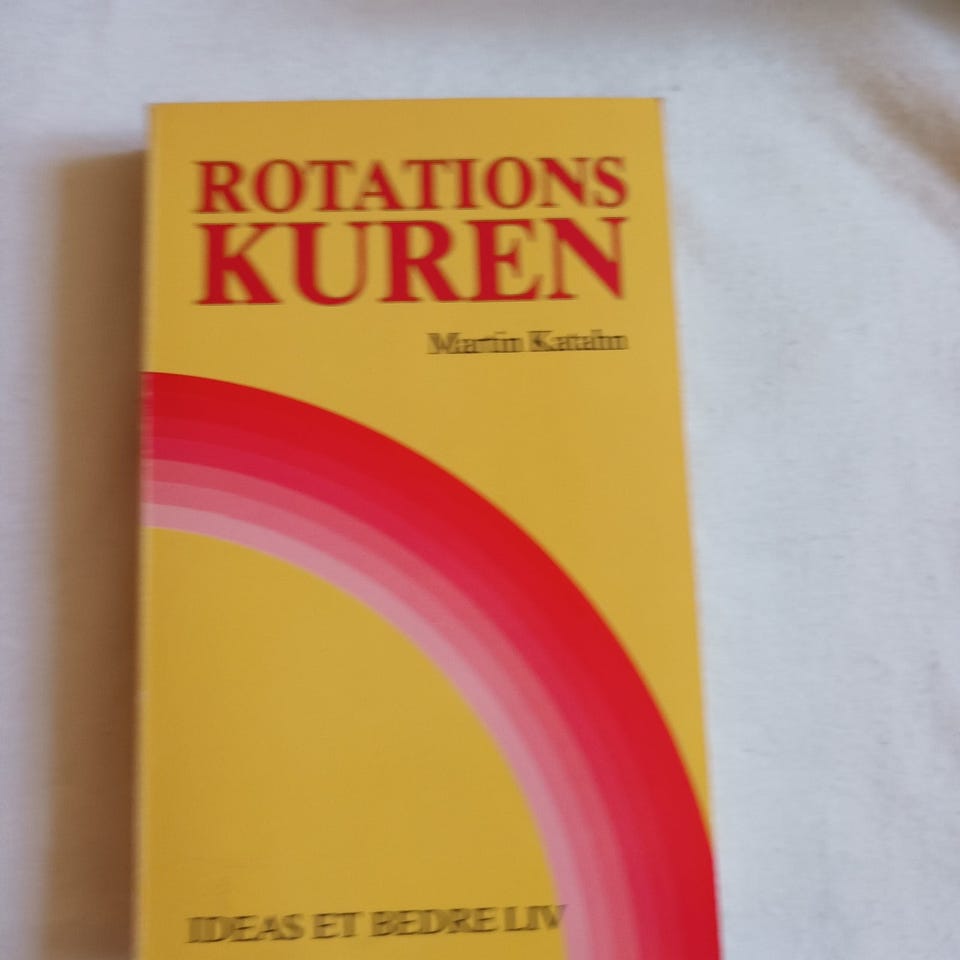 ROTATIONS
KUREN
Martin Katahn
IDEAS ET BEDRE LIV